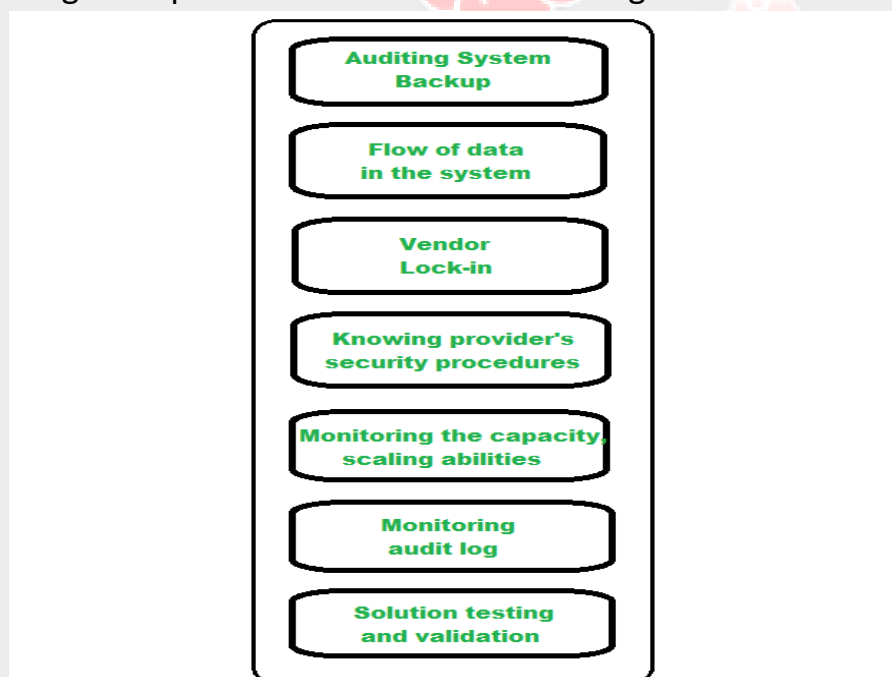 Auditing System
Backup
Flow of data
in the system
Vendor
Lock-in
Knowing provider's
security procedures
Monitoring the capacity,
scaling abilities
Monitoring
audit log
Solution testing
and validation